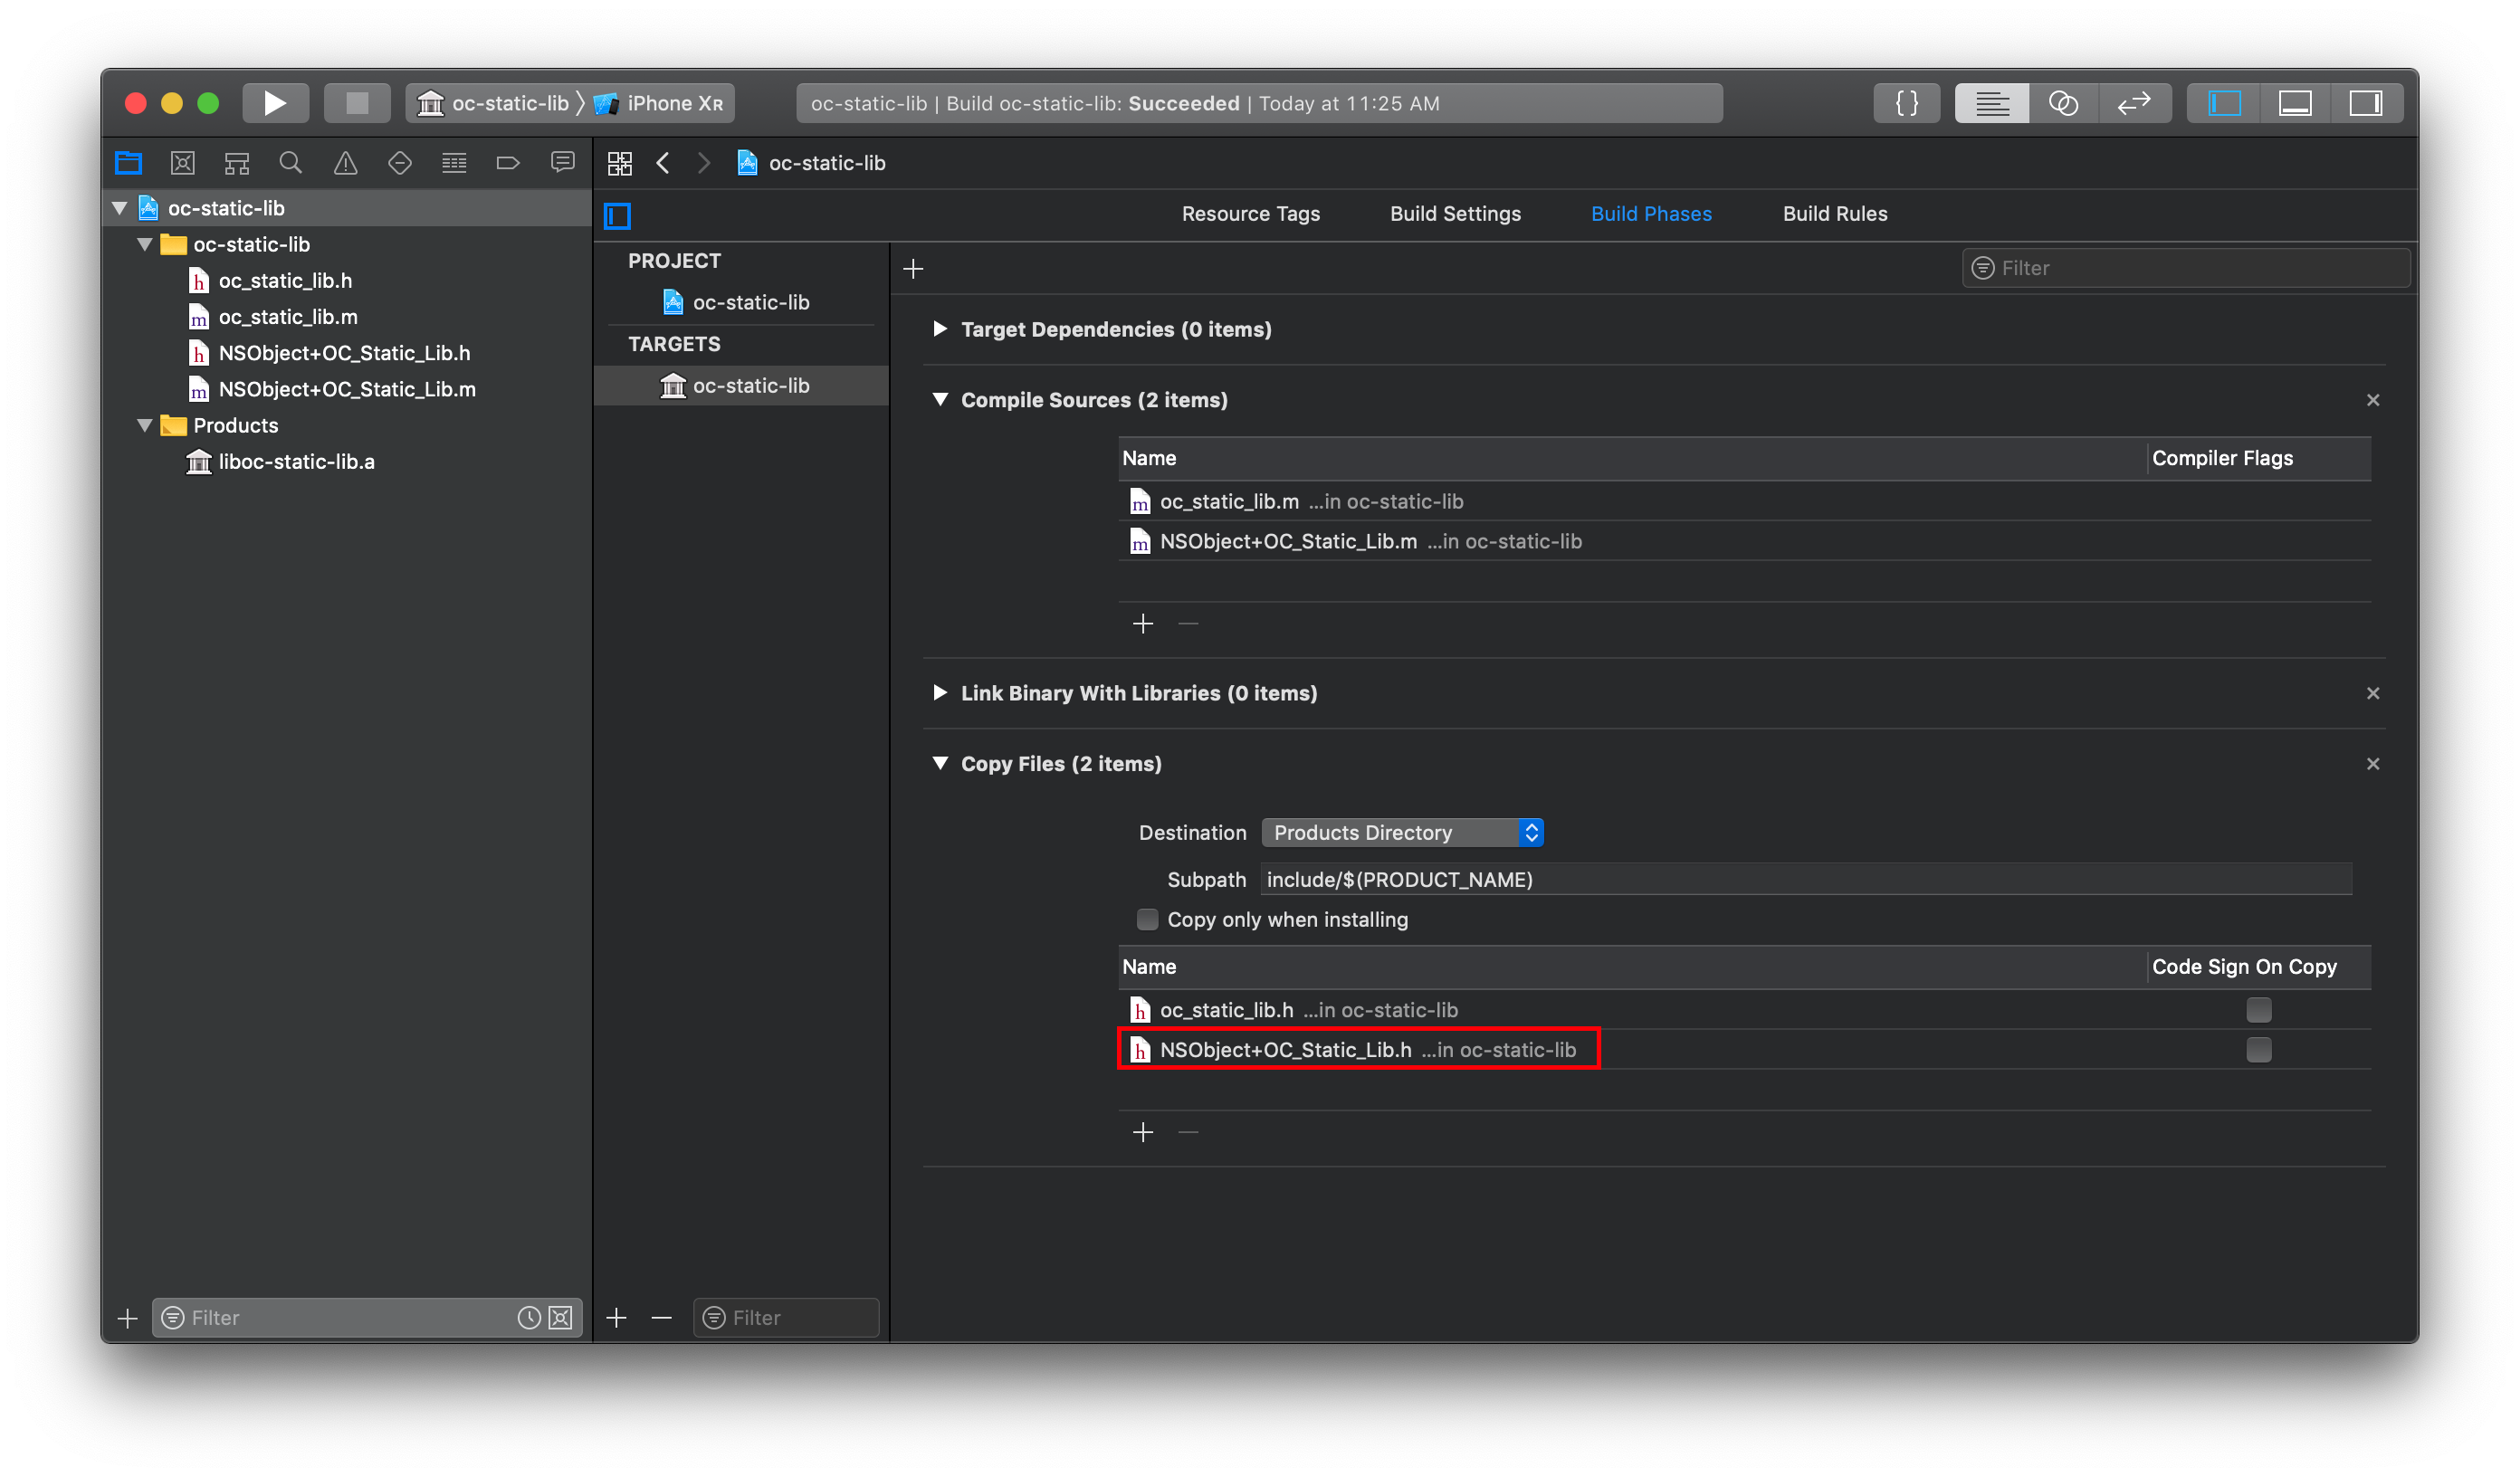 oc-static-lib 〉 iPhone XR
oc-static-lib | Build oc-static-lib: Succeeded | Today at 11:25 AM
{ }
oc-static-lib
oc-static-lib
oc_static_lib.h
oc_static_lib.m
NSObject+OC_Static_Lib.h
NSObject+OC_Static_Lib.m
Products
liboc-static-lib.a
Filter
oc-static-lib
Resource Tags
Build Settings
Build Phases
Build Rules
PROJECT
oc-static-lib
TARGETS
oc-static-lib
Filter
Filter
Target Dependencies (0 items)
Compile Sources (2 items)
Name
Compiler Flags
m oc_static_lib.m ...in oc-static-lib
m NSObject+OC_Static_Lib.m ...in oc-static-lib
Link Binary With Libraries (0 items)
Copy Files (2 items)
Destination Products Directory
Subpath include/$(PRODUCT_NAME)
Copy only when installing
Name
Code Sign On Copy
h oc_static_lib.h ...in oc-static-lib
h NSObject+OC_Static_Lib.h ...in oc-static-lib